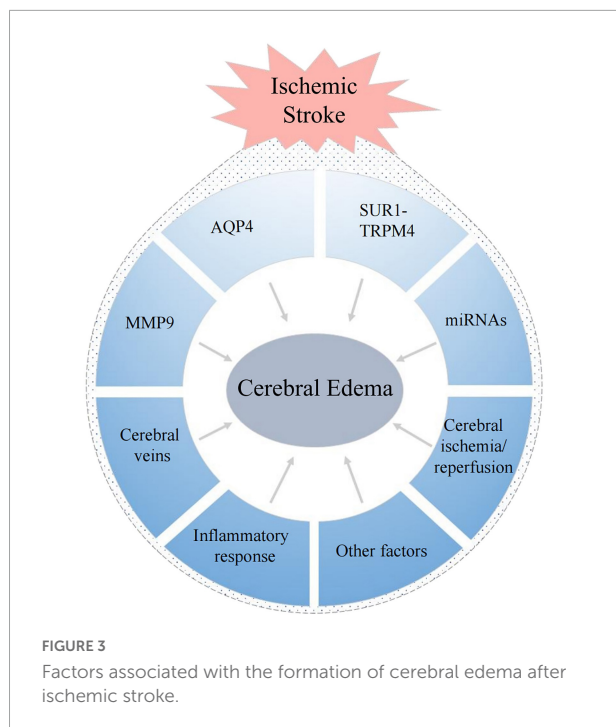 Ischemic
Stroke
AQP4
SUR1-
TRPM4
MMP9
miRNAs
Cerebral Edema
Cerebral
veins
Cerebral
ischemia/
reperfusion
Inflammatory
response
Other factors
FIGURE 3
Factors associated with the formation of cerebral edema after
ischemic stroke.